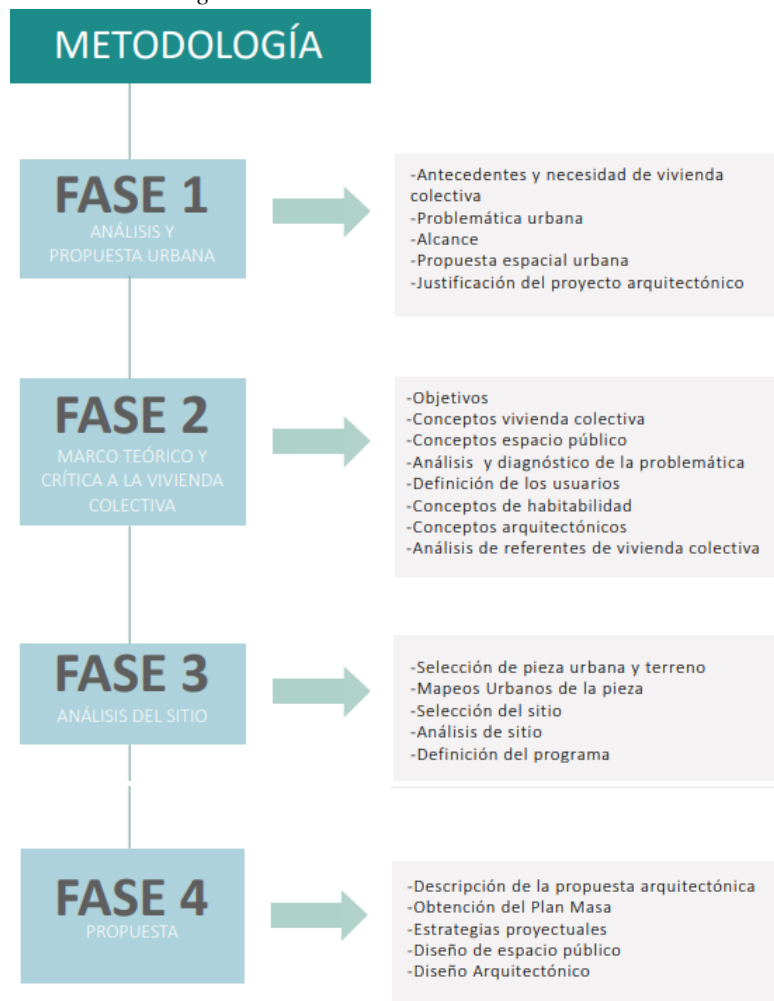 METODOLOGÍA
FASE 1
ANÁLISIS Y
PROPUESTA URBANA
-Antecedentes y necesidad de vivienda
colectiva
-Problemática urbana
-Alcance
-Propuesta espacial urbana
-Justificación del proyecto arquitectónico
FASE 2
MARCO TEÓRICO Y
CRÍTICA A LA VIVIENDA
COLECTIVA
-Objetivos
-Conceptos vivienda colectiva
-Conceptos espacio público
-Análisis y diagnóstico de la problemática
-Definición de los usuarios
-Conceptos de habitabilidad
-Conceptos arquitectónicos
-Análisis de referentes de vivienda colectiva
FASE 3
ANÁLISIS DEL SITIO
-Selección de pieza urbana y terreno
-Mapeos Urbanos de la pieza
-Selección del sitio
-Análisis de sitio
-Definición del programa
FASE 4
PROPUESTA
-Descripción de la propuesta arquitectónica
-Obtención del Plan Masa
-Estrategias proyectuales
-Diseño de espacio público
-Diseño Arquitectónico